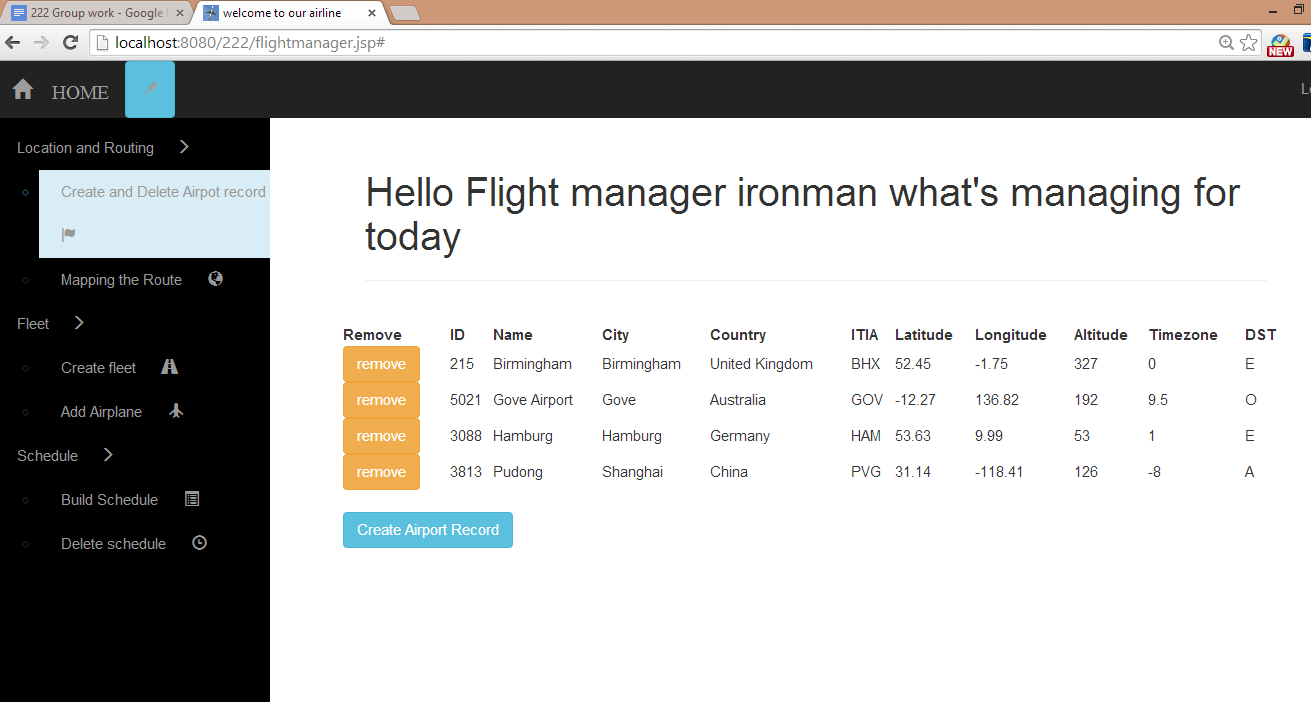 222 Group work - Google
welcome to our airline
localhost:8080/222/flightmanager.jsp#
NEW
HOME
Location and Routing
Create and Delete Airpot record
Mapping the Route
Fleet
Create fleet
Add Airplane
Schedule
Build Schedule
Delete schedule
Hello Flight manager ironman what's managing for
today
Remove ID Name City Country ITIA Latitude Longitude Altitude Timezone DST
remove 215 Birmingham Birmingham United Kingdom BHX 52.45 -1.75 327 0 E
remove 5021 Gove Airport Gove Australia GOV -12.27 136.82 192 9.5 O
remove 3088 Hamburg Hamburg Germany HAM 53.63 9.99 53 1 E
remove 3813 Pudong Shanghai China PVG 31.14 -118.41 126 -8 A
Create Airport Record